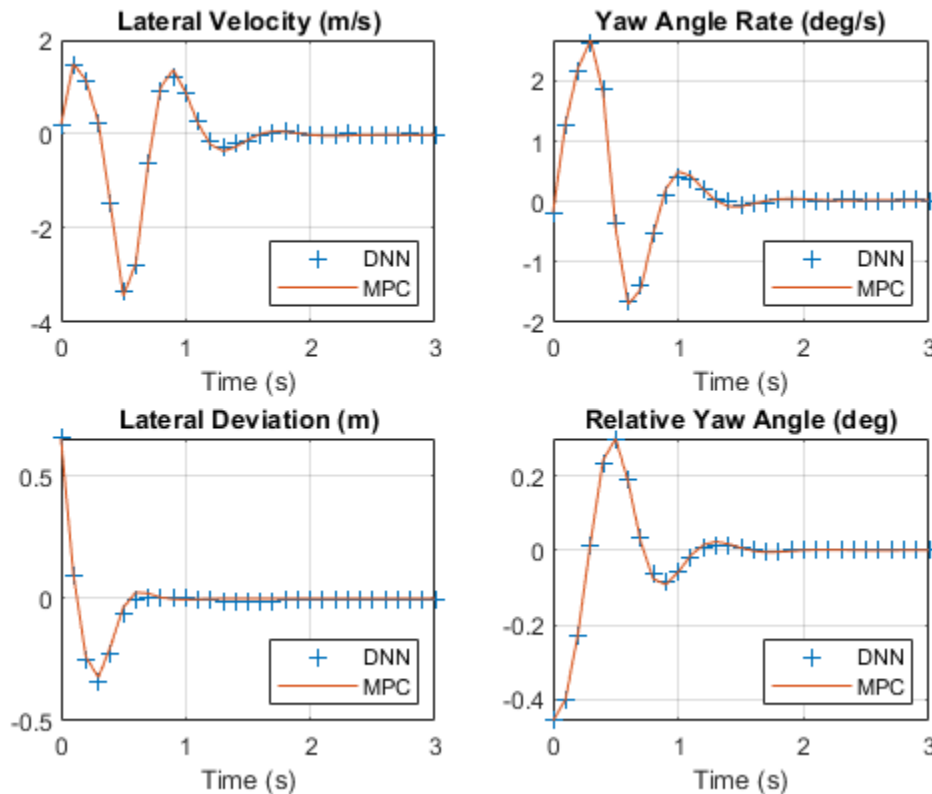 Lateral Velocity (m/s)
2
0
-2
-4
DNN
MPC
0
1
2
3
Time (s)
Yaw Angle Rate (deg/s)
2
1
0
-1
-2
DNN
MPC
0
1
2
3
Time (s)
Lateral Deviation (m)
0.5
0
-0.5
DNN
MPC
0
1
2
3
Time (s)
Relative Yaw Angle (deg)
0.2
0
-0.2
-0.4
DNN
MPC
0
1
2
3
Time (s)